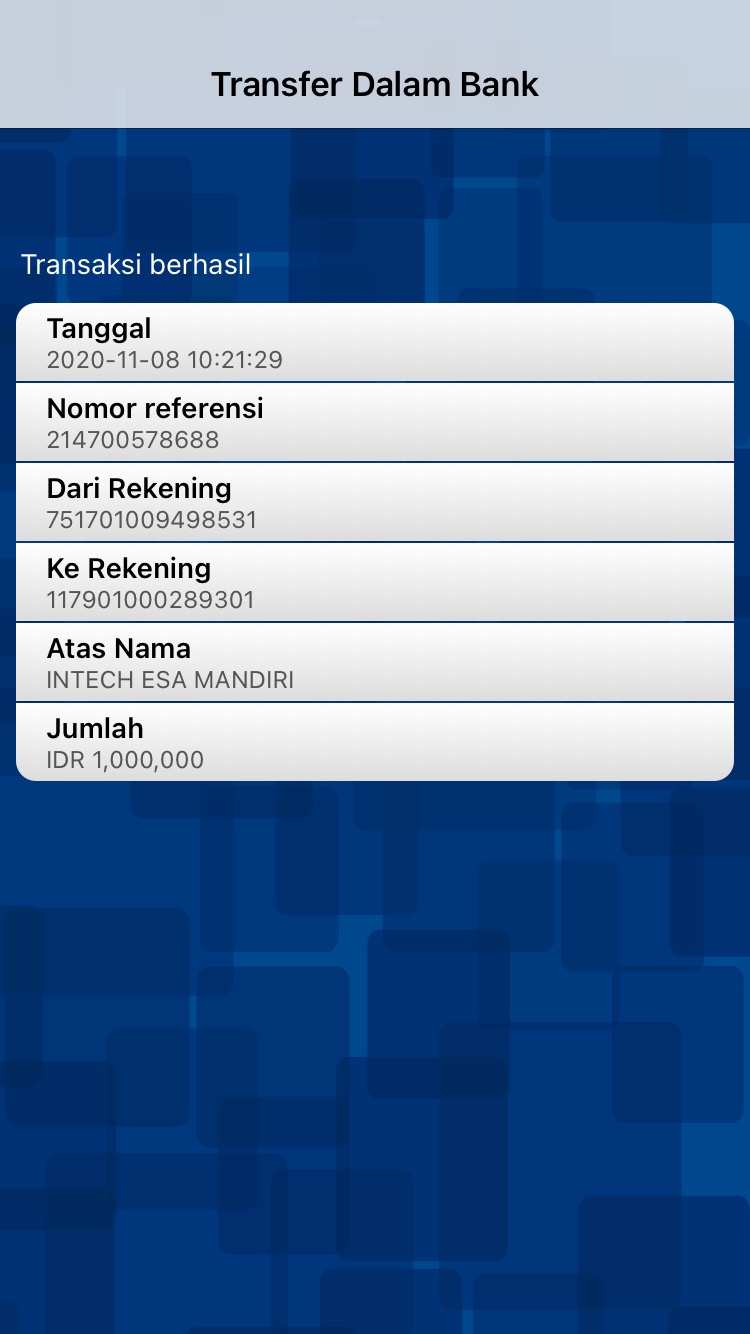 Transfer Dalam Bank
Transaksi berhasil
Tanggal
2020-11-08 10:21:29
Nomor referensi
214700578688
Dari Rekening
751701009498531
Ke Rekening
117901000289301
Atas Nama
INTECH ESA MANDIRI
Jumlah
IDR 1,000,000